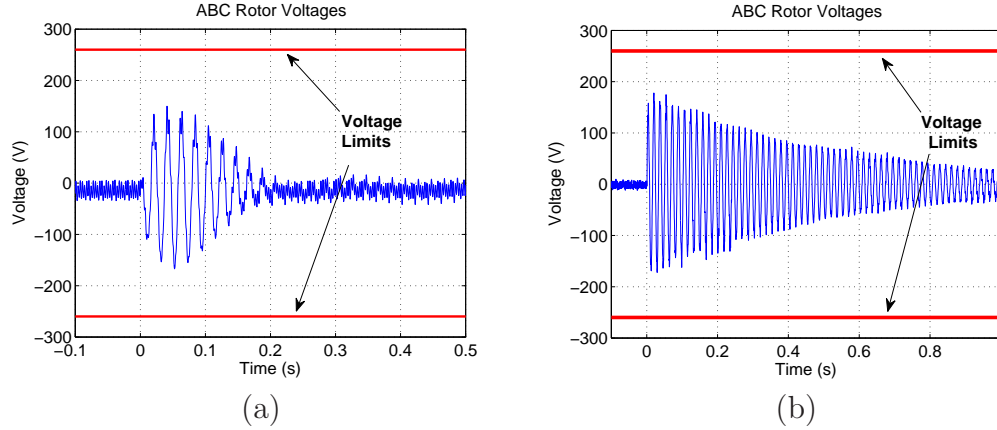 ABC Rotor Voltages
300
200
100
0
−100
−200
−300
Voltage (V)
Voltage
Limits
−0.1
0
0.1
0.2
0.3
0.4
0.5
Time (s)
(a)
ABC Rotor Voltages
300
200
100
0
−100
−200
−300
Voltage (V)
Voltage
Limits
0
0.2
0.4
0.6
0.8
Time (s)
(b)